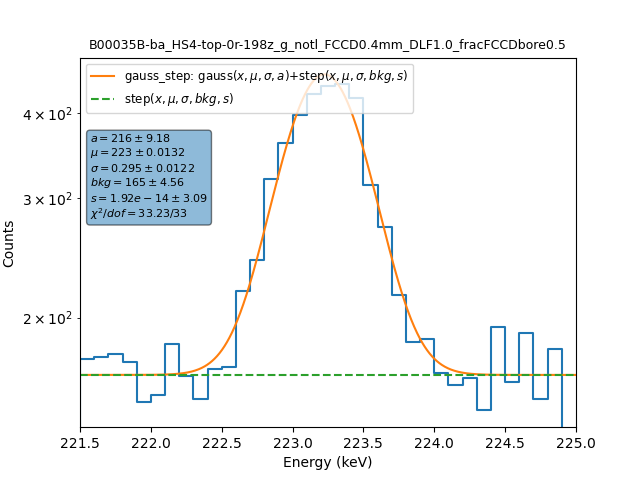 B00035B-ba_HS4-top-0r-198z_g_notl_FCCD0.4mm_DLF1.0_fracFCCDbore0.5
gauss_step: gauss(x, μ, σ, a)+step(x, μ, σ, bkg, s)
step(x, μ, σ, bkg, s)
a = 216 ± 9.18
μ = 223 ± 0.0132
σ = 0.295 ± 0.0122
bkg = 165 ± 4.56
s = 1.92e − 14 ± 3.09
χ²/dof = 33.23/33
4 × 10²
3 × 10²
2 × 10²
Counts
221.5 222.0 222.5 223.0 223.5 224.0 224.5 225.0
Energy (keV)